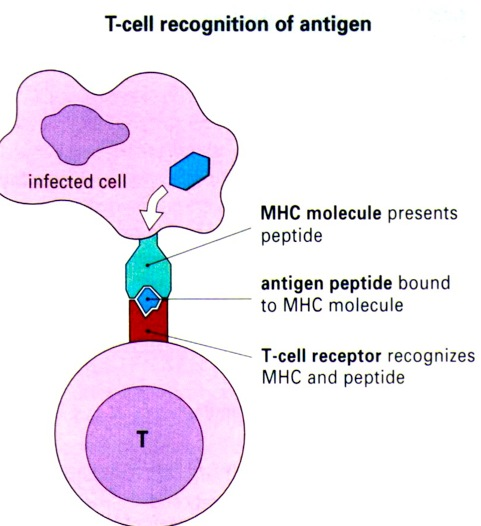 T-cell recognition of antigen
infected cell
MHC molecule presents
peptide
antigen peptide bound
to MHC molecule
T-cell receptor recognizes
MHC and peptide
T